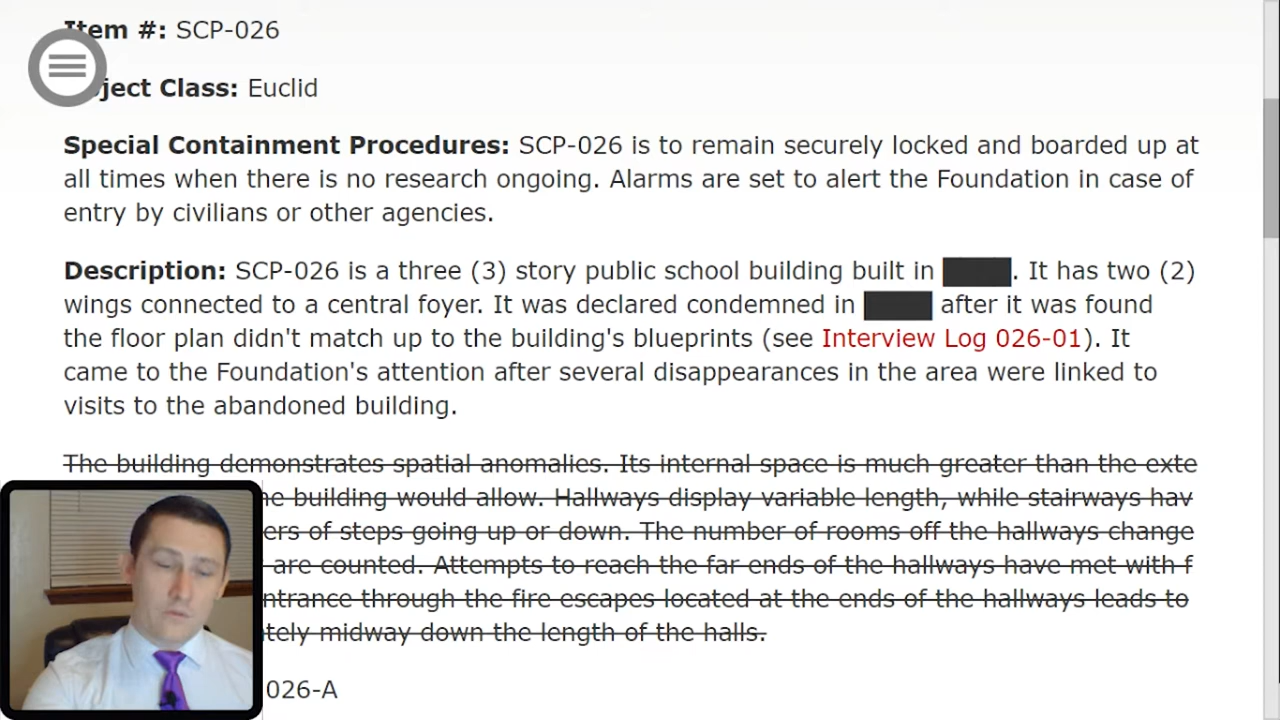 Item #: SCP-026
ject Class: Euclid
Special Containment Procedures: SCP-026 is to remain securely locked and boarded up at
all times when there is no research ongoing. Alarms are set to alert the Foundation in case of
entry by civilians or other agencies.
Description: SCP-026 is a three (3) story public school building built in . It has two (2)
wings connected to a central foyer. It was declared condemned in after it was found
the floor plan didn't match up to the building's blueprints (see Interview Log 026-01). It
came to the Foundation's attention after several disappearances in the area were linked to
visits to the abandoned building.
The building demonstrates spatial anomalies. Its internal space is much greater than the exte
he building would allow. Hallways display variable length, while stairways hav
ers of steps going up or down. The number of rooms off the hallways change
are counted. Attempts to reach the far ends of the hallways have met with f
ntrance through the fire escapes located at the ends of the hallways leads to
tely midway down the length of the halls.
026-A